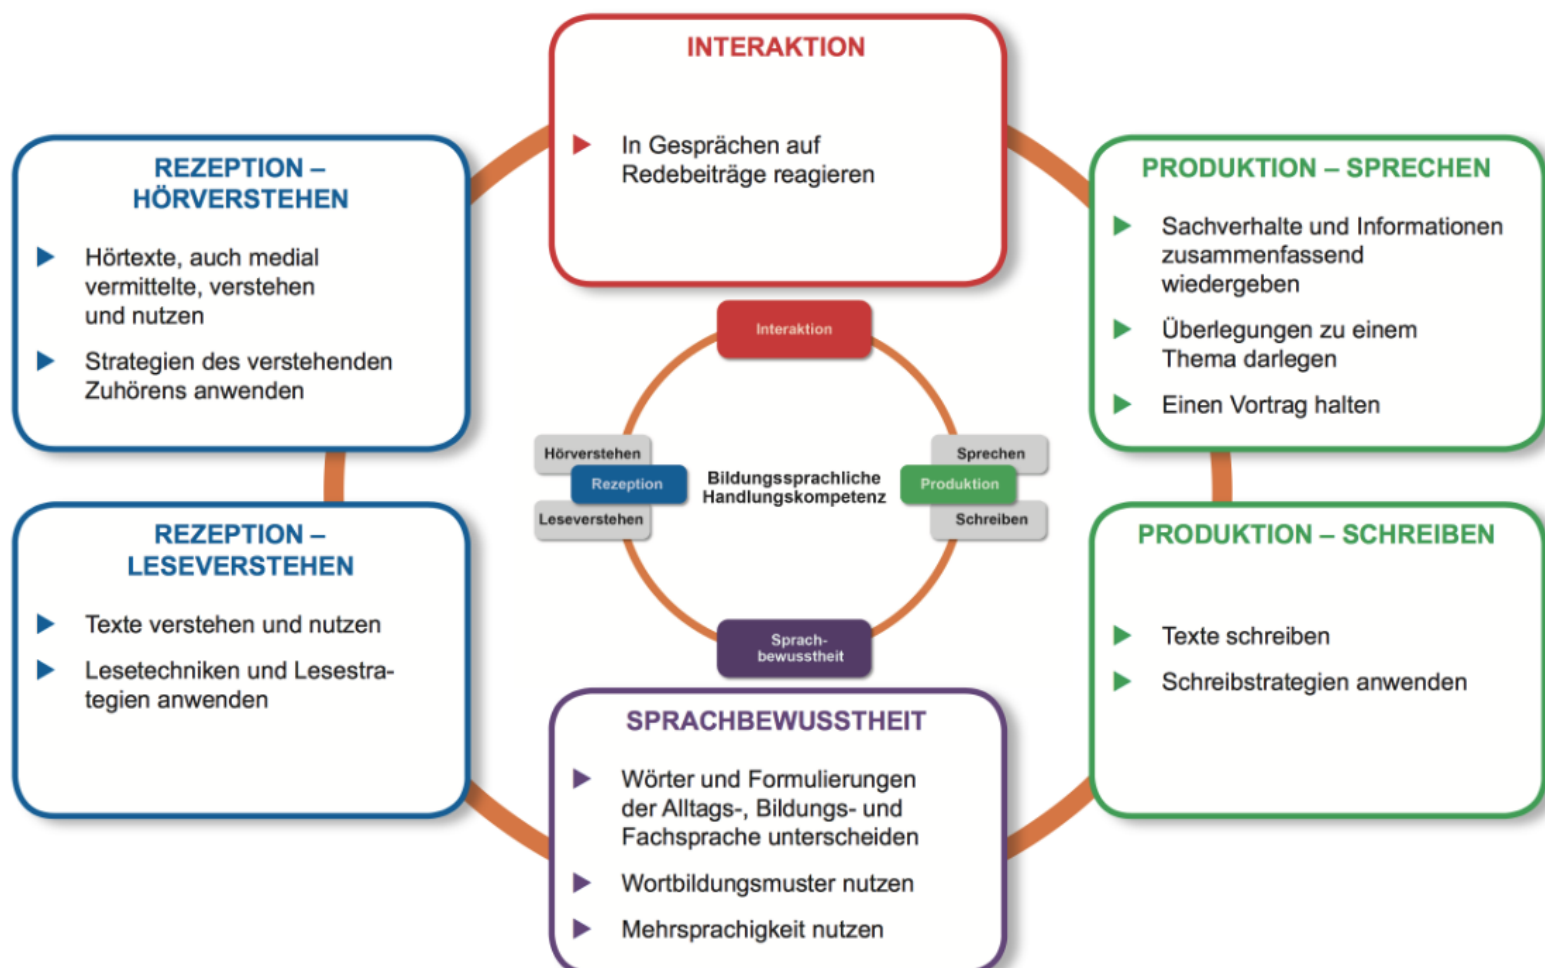 INTERAKTION
In Gesprächen auf
Redebeiträge reagieren
REZEPTION –
HÖRVERSTEHEN
Hörtexte, auch medial
vermittelte, verstehen
und nutzen
Strategien des verstehenden
Zuhörens anwenden
PRODUKTION – SPRECHEN
Sachverhalte und Informationen
zusammenfassend
wiedergeben
Überlegungen zu einem
Thema darlegen
Einen Vortrag halten
Interaktion
Hörverstehen
Rezeption
Leseverstehen
Bildungssprachliche
Handlungskompetenz
Sprechen
Produktion
Schreiben
Sprach-
bewusstheit
REZEPTION –
LESEVERSTEHEN
Texte verstehen und nutzen
Lesetechniken und Lesestra-
tegien anwenden
PRODUKTION – SCHREIBEN
Texte schreiben
Schreibstrategien anwenden
SPRACHBEWUSSTHEIT
Wörter und Formulierungen
der Alltags-, Bildungs- und
Fachsprache unterscheiden
Wortbildungsmuster nutzen
Mehrsprachigkeit nutzen